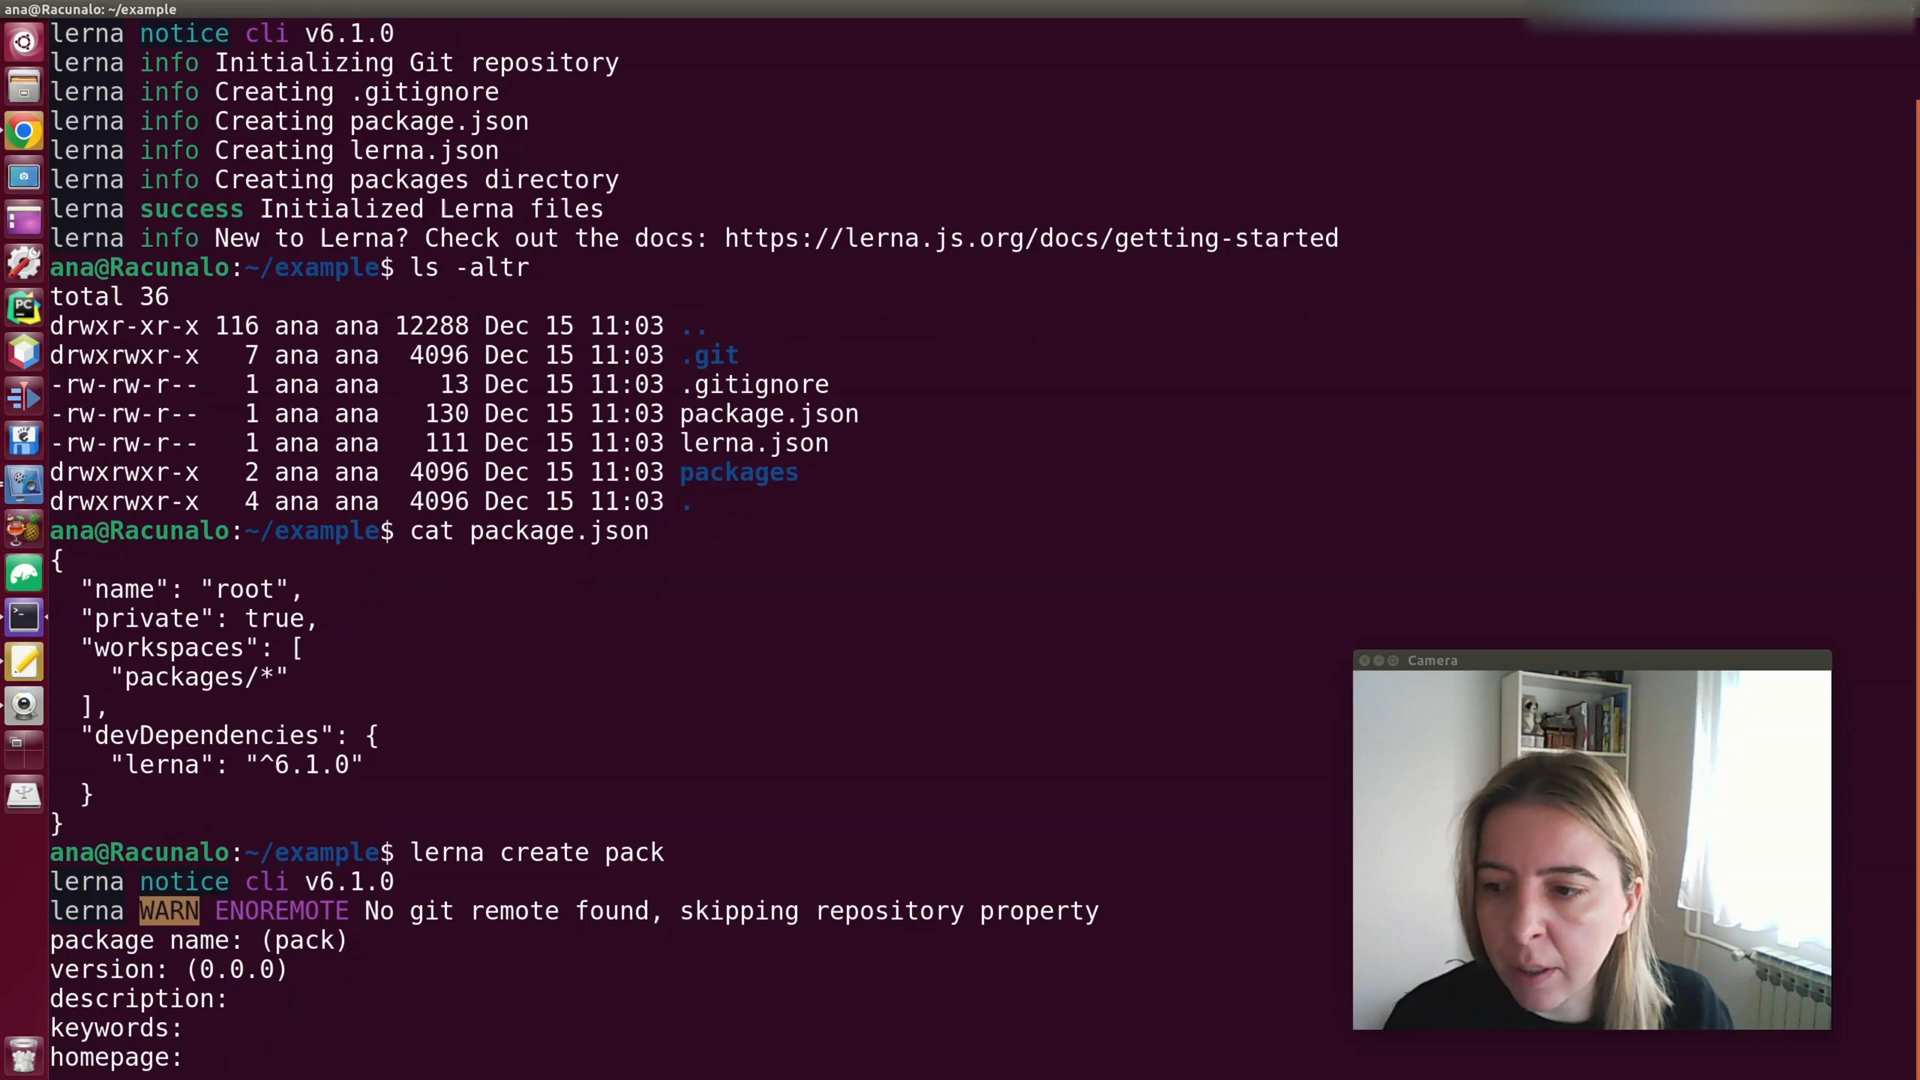 ana@Racunalo: ~/example
lerna notice cli v6.1.0
lerna info Initializing Git repository
lerna info Creating .gitignore
lerna info Creating package.json
lerna info Creating lerna.json
lerna info Creating packages directory
lerna success Initialized Lerna files
lerna info New to Lerna? Check out the docs: https://lerna.js.org/docs/getting-started
ana@Racunalo:~/example$ ls -altr
total 36
drwxr-xr-x 116 ana ana 12288 Dec 15 11:03 ..
drwxrwxr-x   7 ana ana  4096 Dec 15 11:03 .git
-rw-rw-r--   1 ana ana    13 Dec 15 11:03 .gitignore
-rw-rw-r--   1 ana ana   130 Dec 15 11:03 package.json
-rw-rw-r--   1 ana ana   111 Dec 15 11:03 lerna.json
drwxrwxr-x   2 ana ana  4096 Dec 15 11:03 packages
drwxrwxr-x   4 ana ana  4096 Dec 15 11:03 .
ana@Racunalo:~/example$ cat package.json
{
  "name": "root",
  "private": true,
  "workspaces": [
    "packages/*"
  ],
  "devDependencies": {
    "lerna": "^6.1.0"
  }
}
ana@Racunalo:~/example$ lerna create pack
lerna notice cli v6.1.0
lerna WARN ENOREMOTE No git remote found, skipping repository property
package name: (pack)
version: (0.0.0)
description:
keywords:
homepage:
Camera
PC